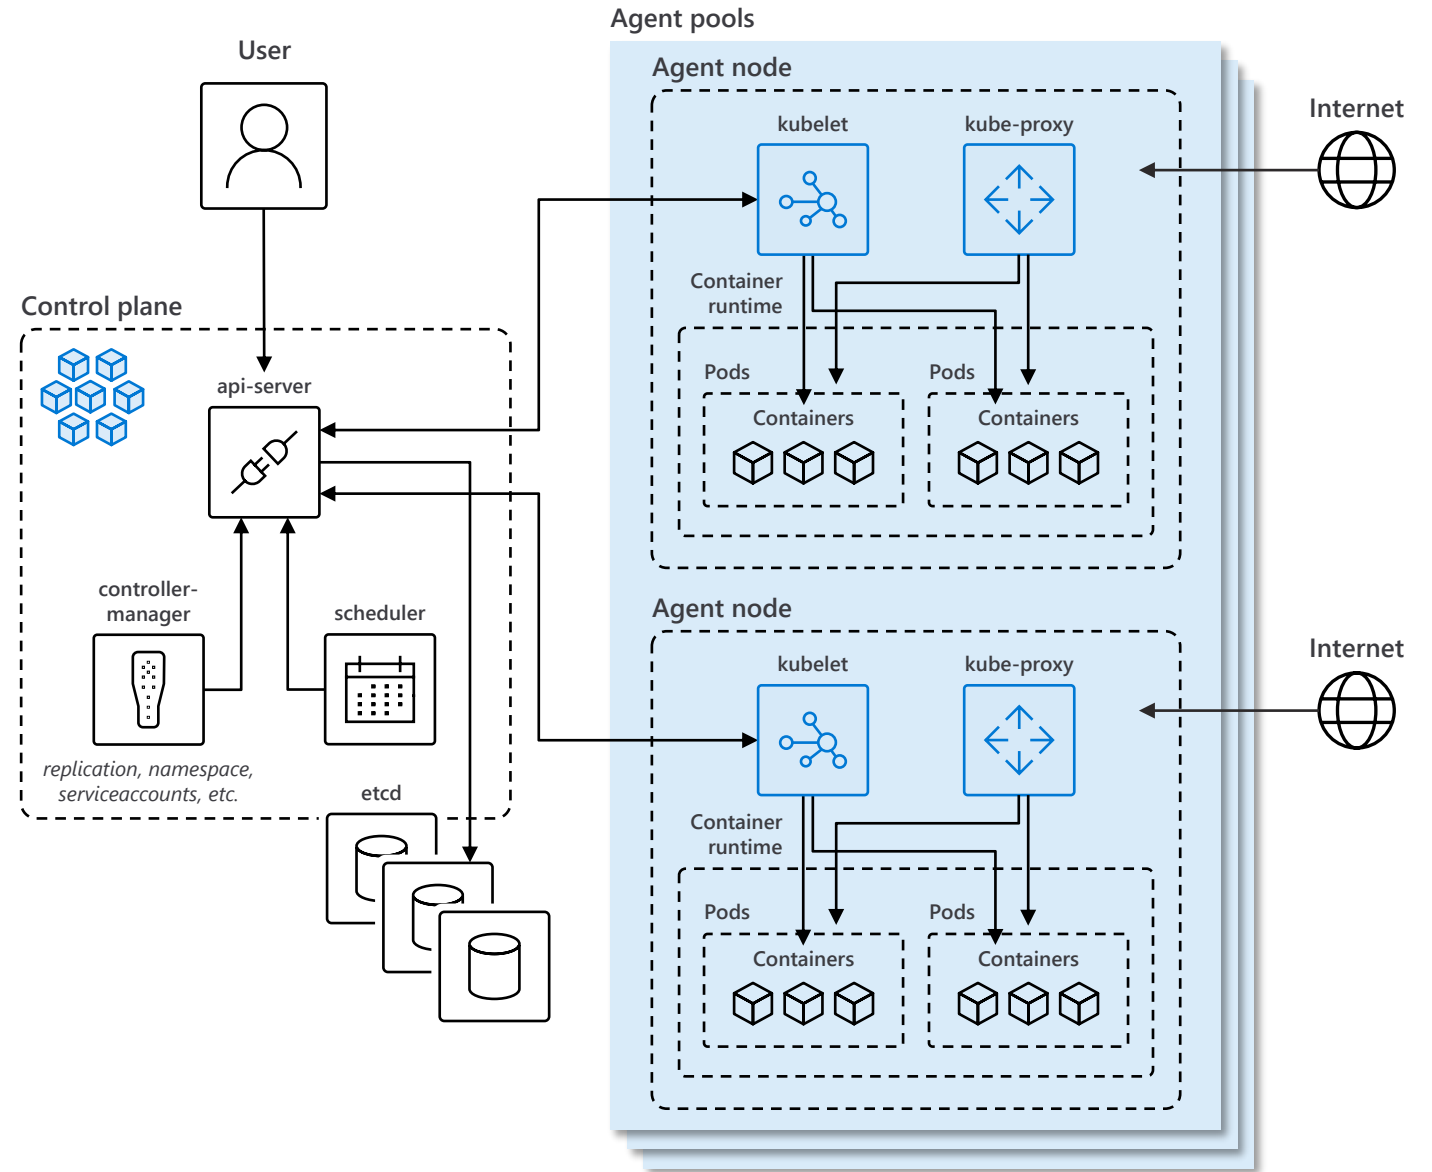 Agent pools
User
Agent node
kubelet
kube-proxy
Internet
Container
runtime
Control plane
api-server
Pods
Pods
Containers
Containers
controller-
manager
scheduler
replication, namespace,
serviceaccounts, etc.
etcd
Agent node
kubelet
kube-proxy
Internet
Container
runtime
Pods
Pods
Containers
Containers